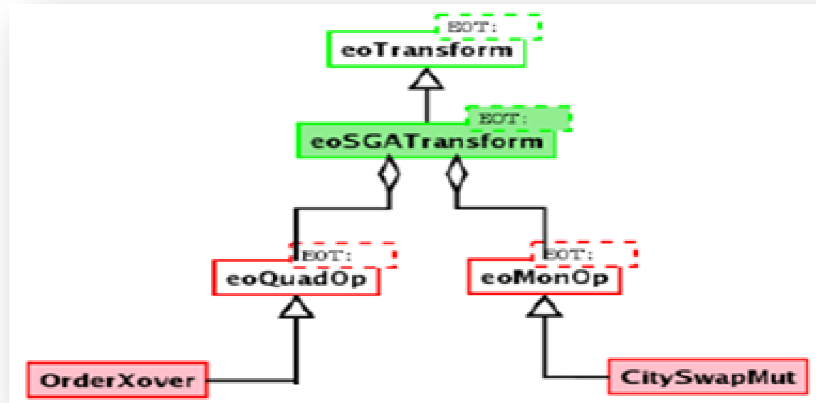 EOT:
eoTransform
EOT:
eoSGATransform
EOT:
eoQuadOp
EOT:
eoMonOp
OrderXover
CitySwapMut